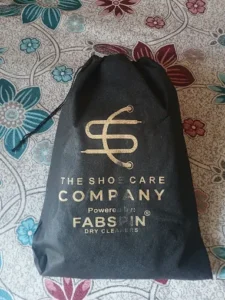 THE SHOE CARE
COMPANY
Powered by
FABSPIN®
DRY CLEANERS